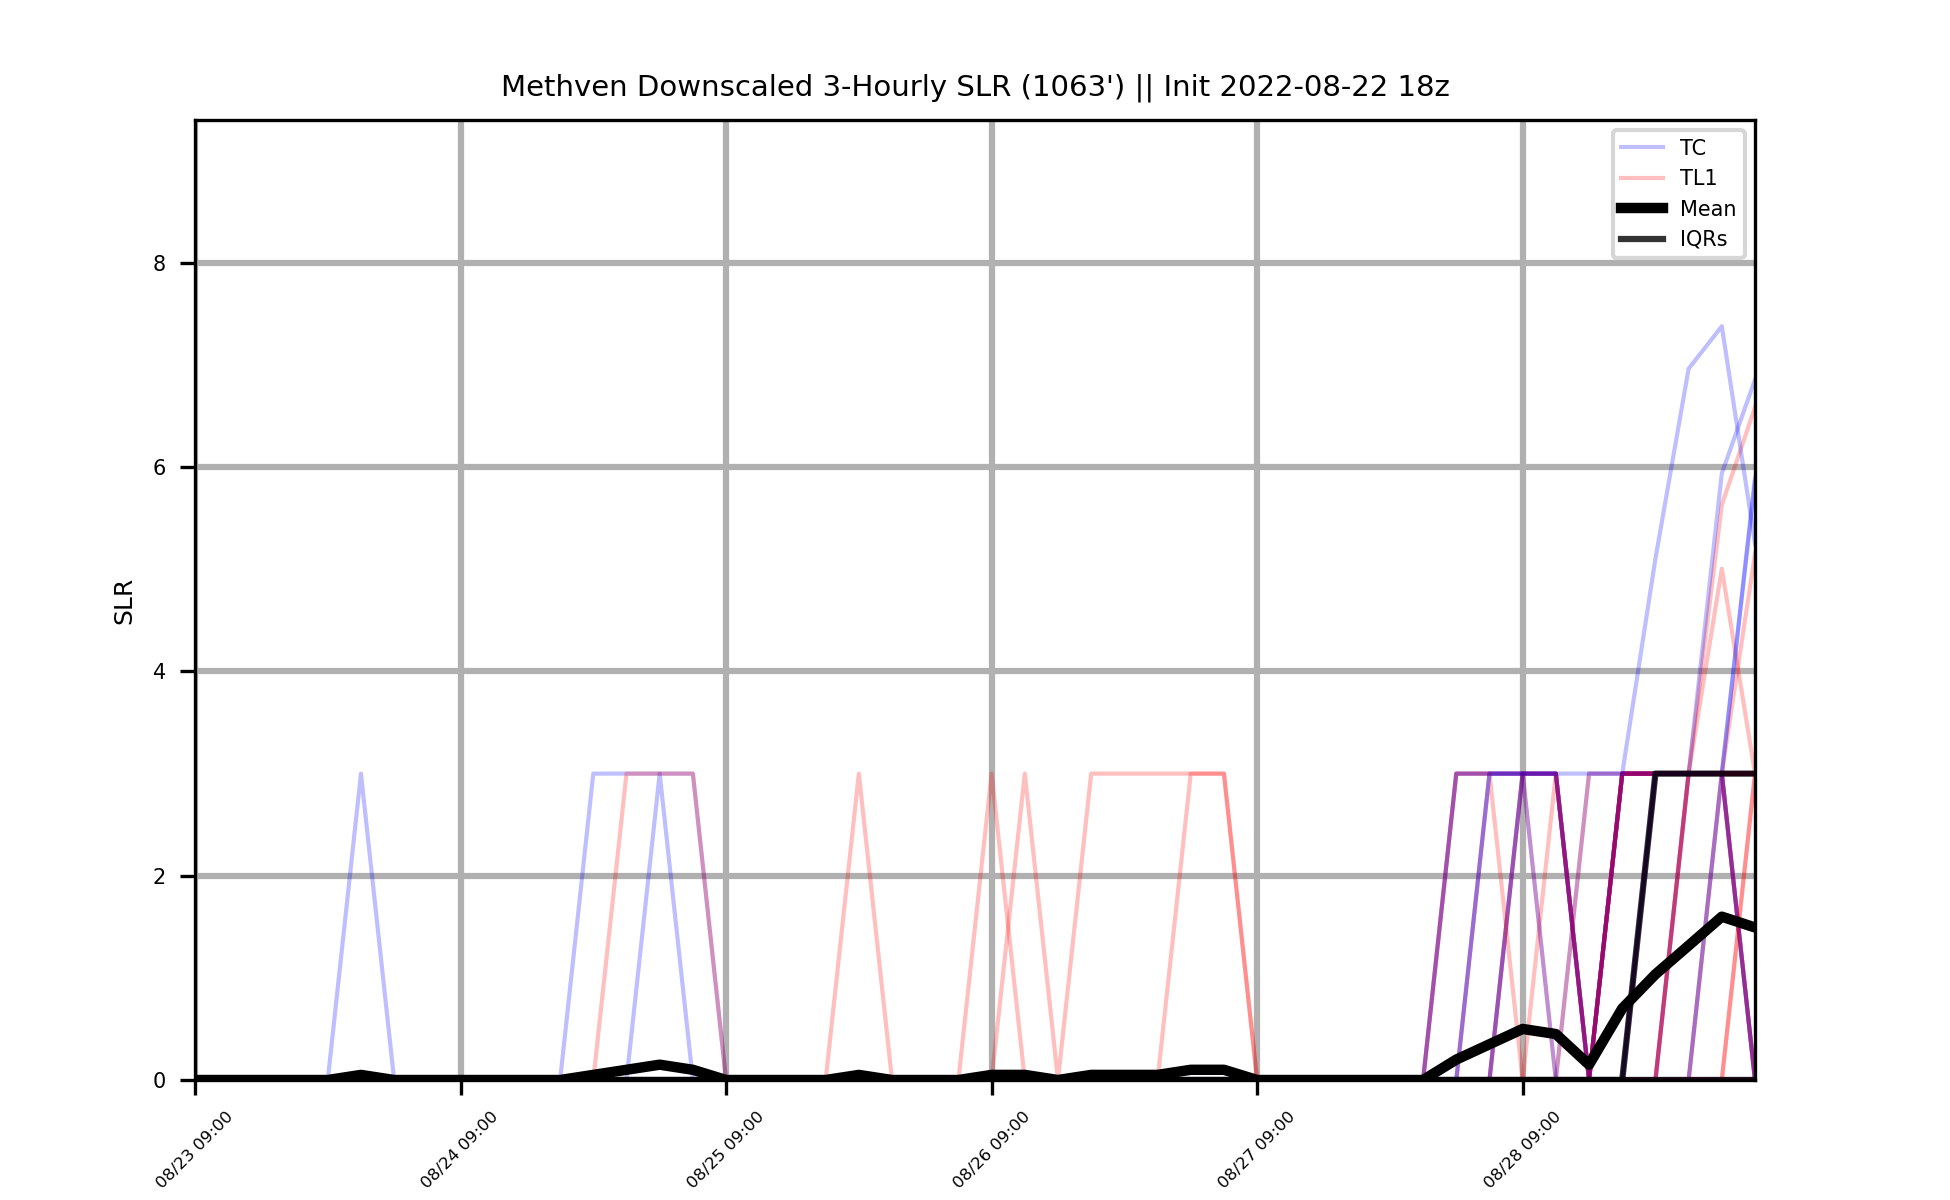 Methven Downscaled 3-Hourly SLR (1063') || Init 2022-08-22 18z
TC
TL1
Mean
IQRs
SLR
8
6
4
2
0
08/23 09:00
08/24 09:00
08/25 09:00
08/26 09:00
08/27 09:00
08/28 09:00